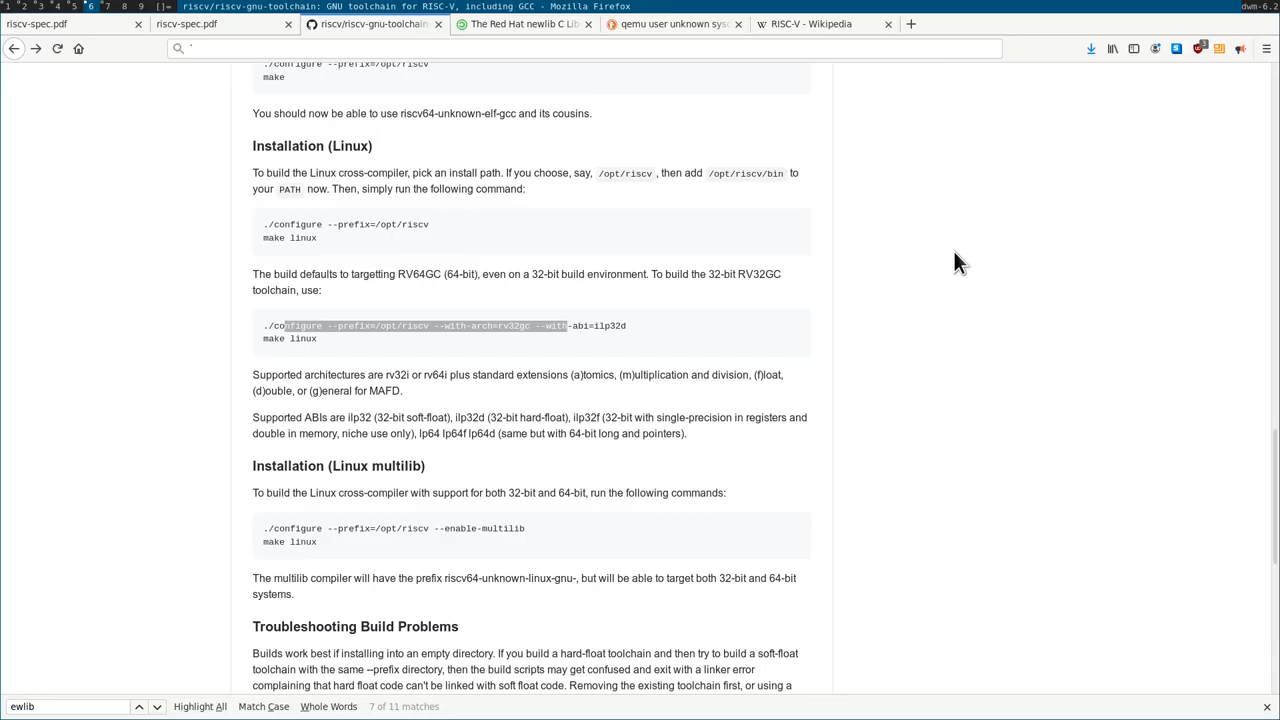 1 2 3 4 5 6 7 8 9 []= riscv/riscv-gnu-toolchain: GNU toolchain for RISC-V, including GCC - Mozilla Firefox dwm-6.2
riscv-spec.pdf riscv-spec.pdf riscv/riscv-gnu-toolchain The Red Hat newlib C Lib qemu user unknown sys RISC-V - Wikipedia
`
./configure --prefix=/opt/riscv
make
You should now be able to use riscv64-unknown-elf-gcc and its cousins.
Installation (Linux)
To build the Linux cross-compiler, pick an install path. If you choose, say, /opt/riscv , then add /opt/riscv/bin to
your PATH now. Then, simply run the following command:
./configure --prefix=/opt/riscv
make linux
The build defaults to targetting RV64GC (64-bit), even on a 32-bit build environment. To build the 32-bit RV32GC
toolchain, use:
./configure --prefix=/opt/riscv --with-arch=rv32gc --with-abi=ilp32d
make linux
Supported architectures are rv32i or rv64i plus standard extensions (a)tomics, (m)ultiplication and division, (f)loat,
(d)ouble, or (g)eneral for MAFD.
Supported ABIs are ilp32 (32-bit soft-float), ilp32d (32-bit hard-float), ilp32f (32-bit with single-precision in registers and
double in memory, niche use only), lp64 lp64f lp64d (same but with 64-bit long and pointers).
Installation (Linux multilib)
To build the Linux cross-compiler with support for both 32-bit and 64-bit, run the following commands:
./configure --prefix=/opt/riscv --enable-multilib
make linux
The multilib compiler will have the prefix riscv64-unknown-linux-gnu-, but will be able to target both 32-bit and 64-bit
systems.
Troubleshooting Build Problems
Builds work best if installing into an empty directory. If you build a hard-float toolchain and then try to build a soft-float
toolchain with the same --prefix directory, then the build scripts may get confused and exit with a linker error
complaining that hard float code can't be linked with soft float code. Removing the existing toolchain first, or using a
ewlib Highlight All Match Case Whole Words 7 of 11 matches